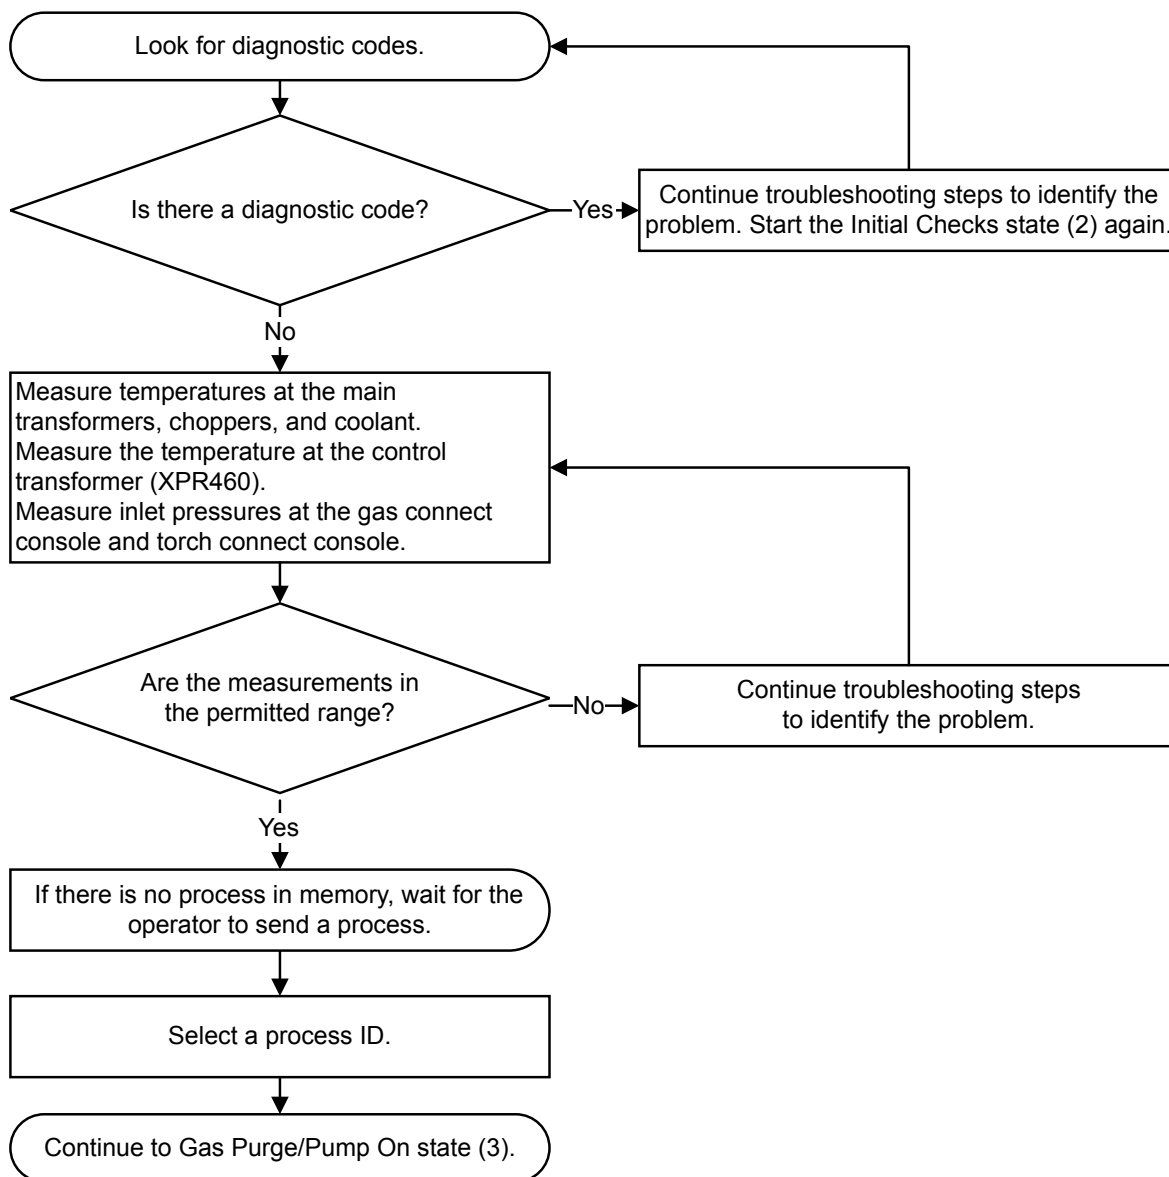 Look for diagnostic codes.
Is there a diagnostic code?
Yes
Continue troubleshooting steps to identify the
problem. Start the Initial Checks state (2) again.
No
Measure temperatures at the main
transformers, choppers, and coolant.
Measure the temperature at the control
transformer (XPR460).
Measure inlet pressures at the gas connect
console and torch connect console.
Are the measurements in
the permitted range?
No
Continue troubleshooting steps
to identify the problem.
Yes
If there is no process in memory, wait for the
operator to send a process.
Select a process ID.
Continue to Gas Purge/Pump On state (3).